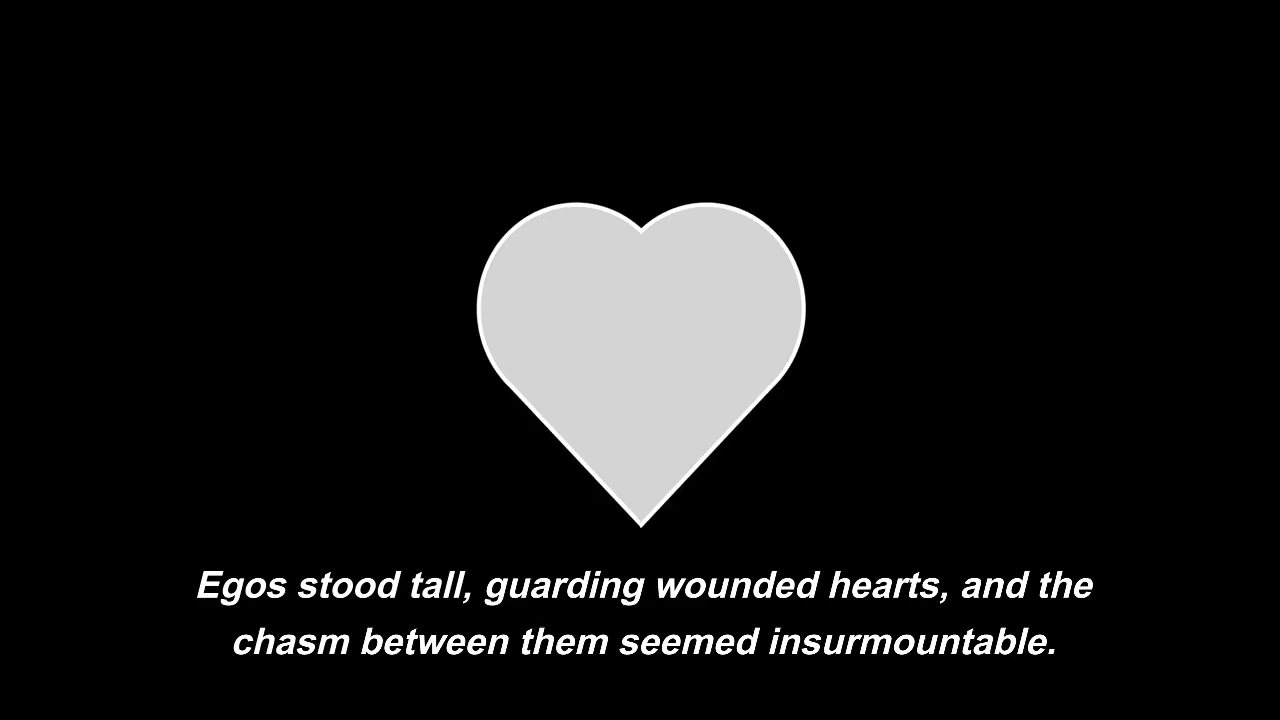 Egos stood tall, guarding wounded hearts, and the
chasm between them seemed insurmountable.